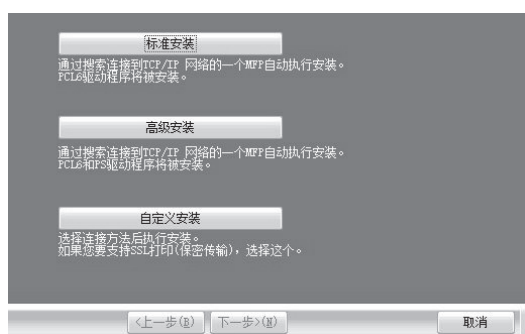 标准安装
通过搜索连接到TCP/IP 网络的一个MFP自动执行安装。
PCL6驱动程序将被安装。
高级安装
通过搜索连接到TCP/IP 网络的一个MFP自动执行安装。
PCL6和PS驱动程序将被安装。
自定义安装
选择连接方法后执行安装。
如果您要支持SSL打印(保密传输)，选择这个。
<上一步(B) 下一步>(N) 取消